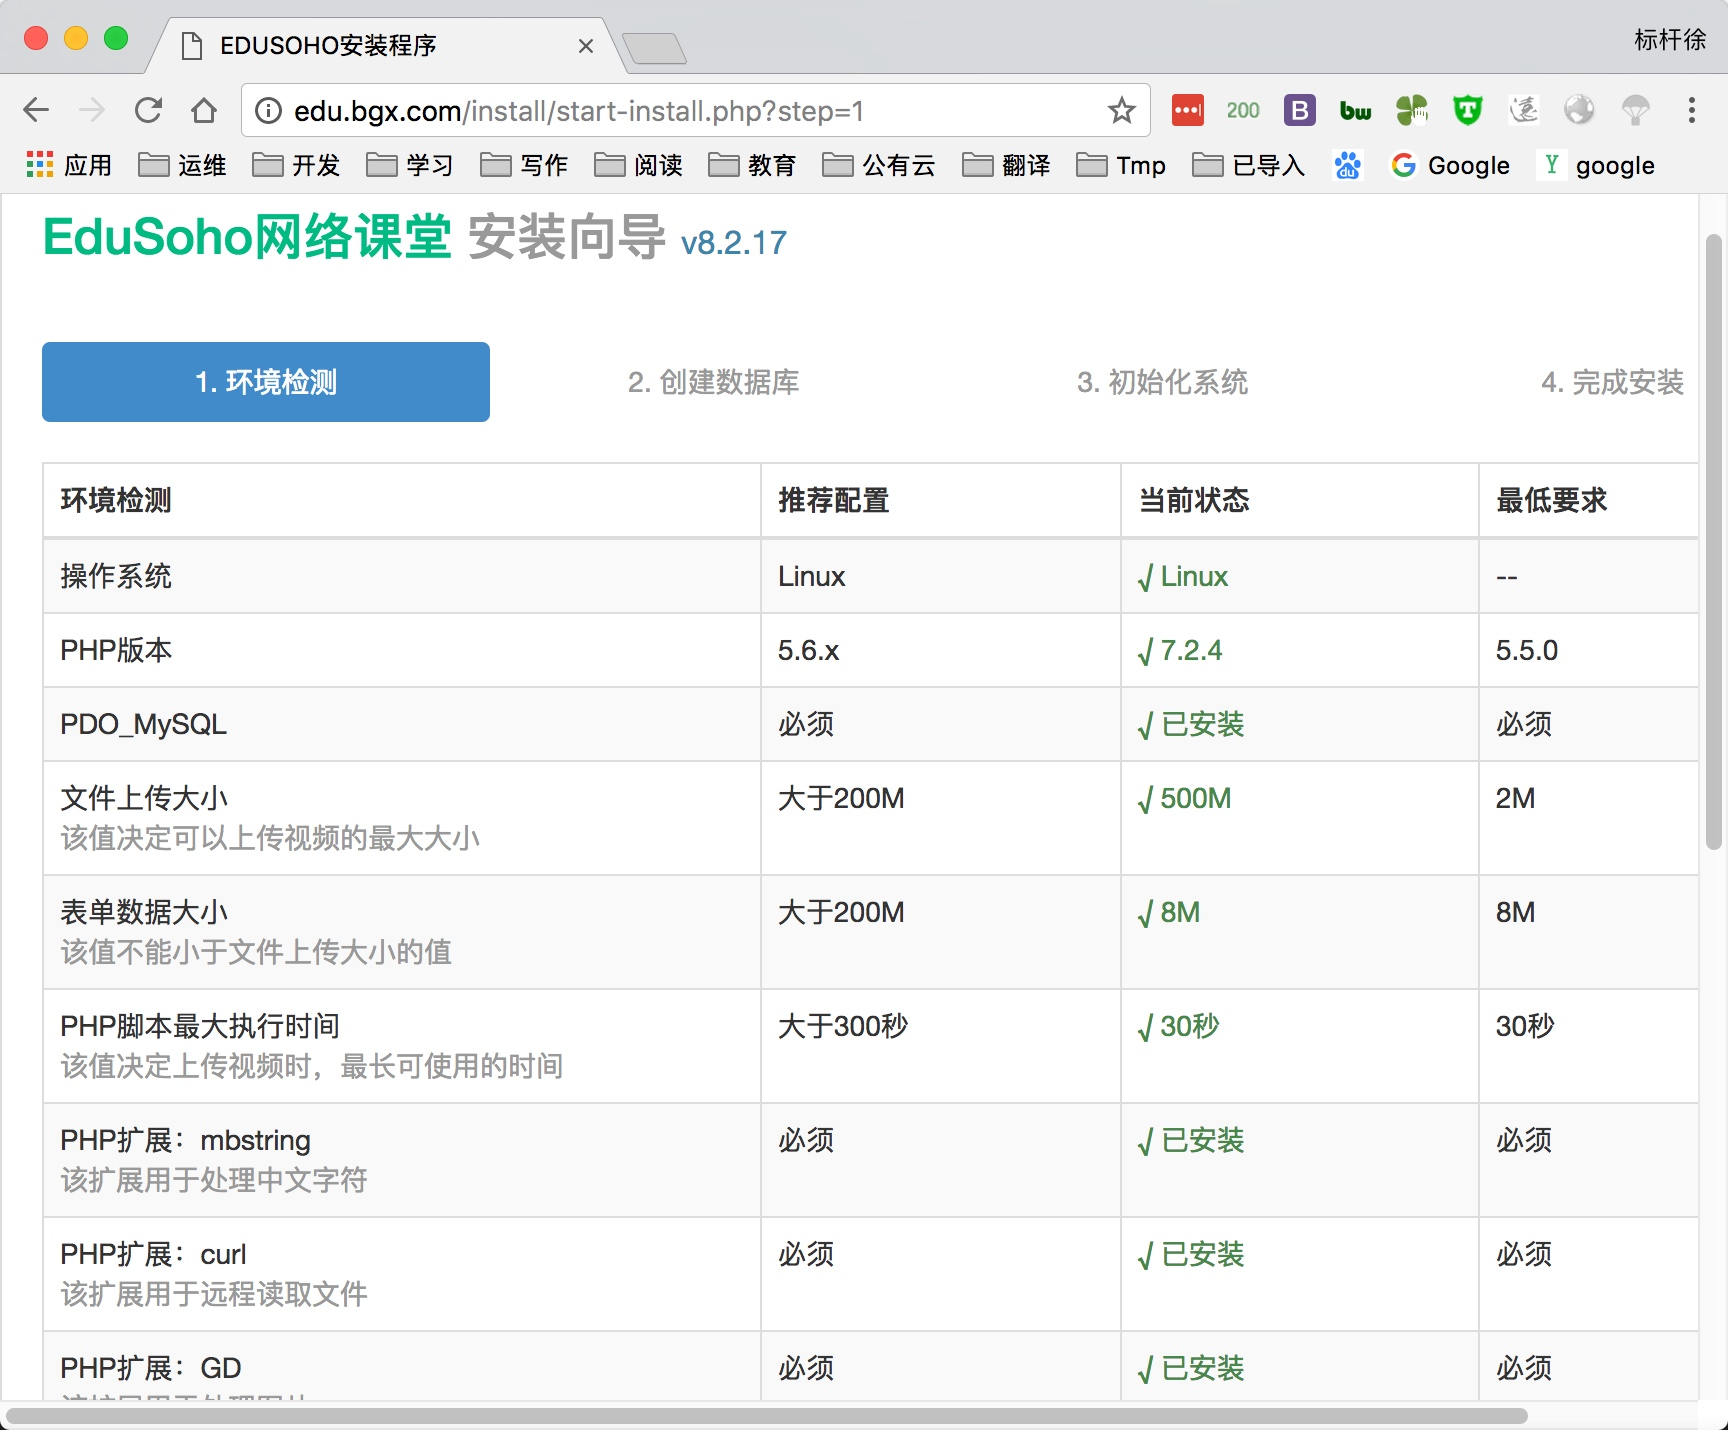 EDUSOHO安装程序
标杆徐
edu.bgx.com/install/start-install.php?step=1
200
B
bw
T
应用 运维 开发 学习 写作 阅读 教育 公有云 翻译 Tmp 已导入 du Google Y google
EduSoho网络课堂 安装向导 v8.2.17
1. 环境检测 2. 创建数据库 3. 初始化系统 4. 完成安装
环境检测 推荐配置 当前状态 最低要求
操作系统 Linux √ Linux --
PHP版本 5.6.x √ 7.2.4 5.5.0
PDO_MySQL 必须 √ 已安装 必须
文件上传大小 大于200M √ 500M 2M
该值决定可以上传视频的最大大小
表单数据大小 大于200M √ 8M 8M
该值不能小于文件上传大小的值
PHP脚本最大执行时间 大于300秒 √ 30秒 30秒
该值决定上传视频时，最长可使用的时间
PHP扩展：mbstring 必须 √ 已安装 必须
该扩展用于处理中文字符
PHP扩展：curl 必须 √ 已安装 必须
该扩展用于远程读取文件
PHP扩展：GD 必须 √ 已安装 必须